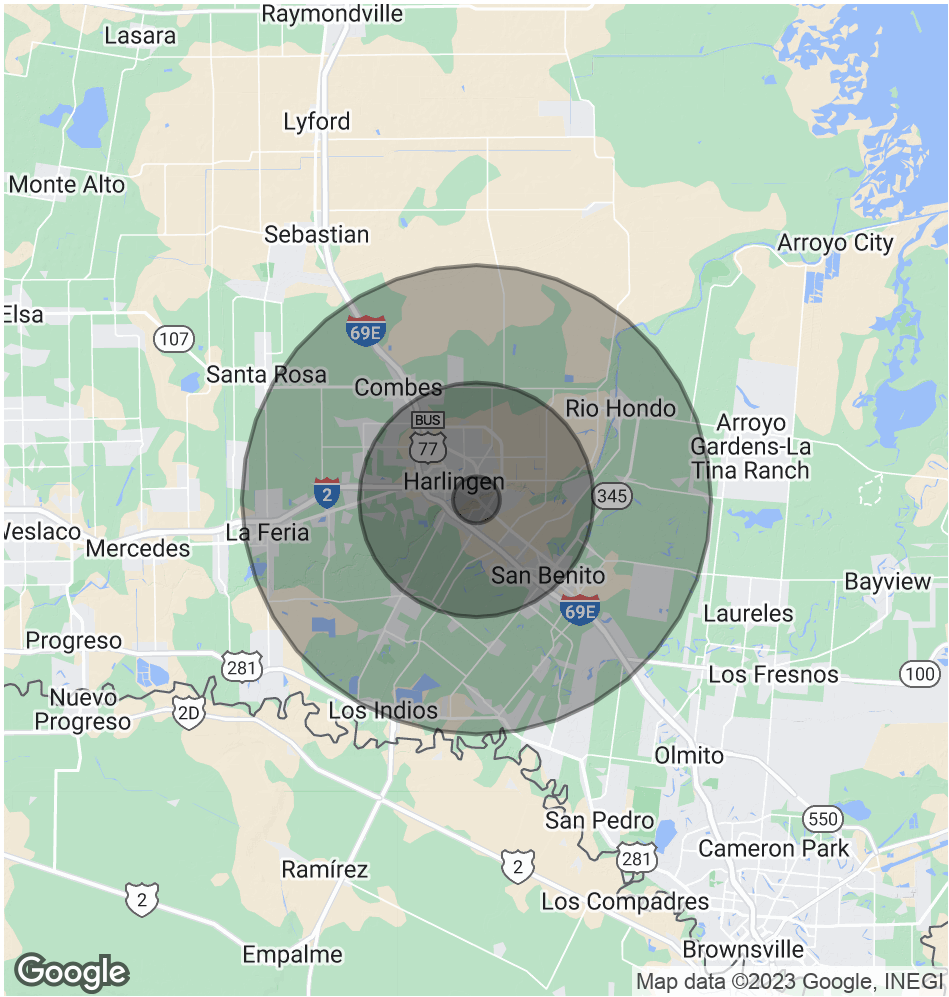 Raymondville
Lasara
Lyford
Monte Alto
Sebastian
Arroyo City
Elsa
107
69E
Santa Rosa
Combes
Rio Hondo
BUS
77
Arroyo
Gardens-La
Tina Ranch
Harlingen
2
345
La Feria
Weslaco
Mercedes
San Benito
Bayview
69E
Laureles
Progreso
281
Los Fresnos
100
Nuevo
Progreso
2D
Los Indios
Olmito
San Pedro
550
Cameron Park
281
Ramírez
2
2
Los Compadres
Empalme
Brownsville
Google
Map data ©2023 Google, INEGI